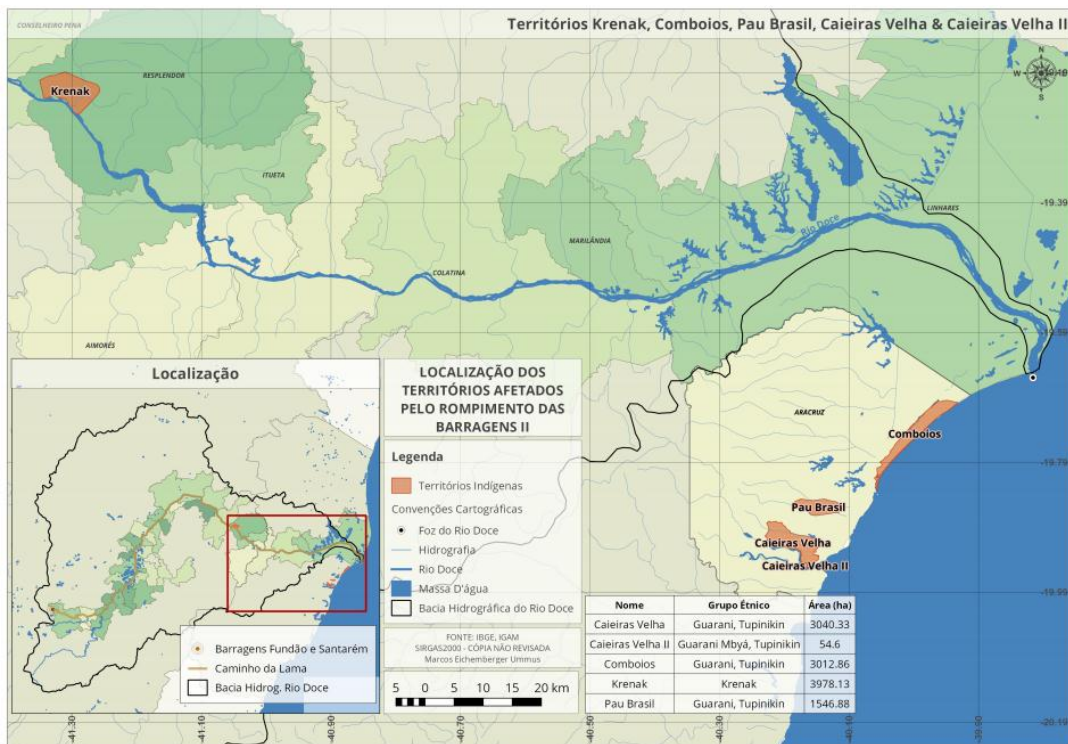 CONSELHEIRO PENA
Territórios Krenak, Comboios, Pau Brasil, Caieiras Velha & Caieiras Velha II
N
W
E
S
-19.19
RESPLENDOR
Krenak
ITUETA
-19.39
LINHARES
Rio Doce
MARILÂNDIA
COLATINA
-19.59
AIMORÉS
Localização
LOCALIZAÇÃO DOS
TERRITÓRIOS AFETADOS
PELO ROMPIMENTO DAS
BARRAGENS II
Legenda
Territórios Indígenas
Convenções Cartográficas
Foz do Rio Doce
Hidrografia
Rio Doce
Massa D'água
Bacia Hidrográfica do Rio Doce
FONTE: IBGE, IGAM
SIRGAS2000 - CÓPIA NÃO REVISADA
Marcos Eichemberger Ummus
5 0 5 10 15 20 km
Barragens Fundão e Santarém
Caminho da Lama
Bacia Hidrog. Rio Doce
ARACRUZ
Comboios
-19.79
Pau Brasil
Caieiras Velha
Caieiras Velha II
-19.99
Nome Grupo Étnico Área (ha)
Caieiras Velha Guarani, Tupinikin 3040.33
Caieiras Velha II Guarani Mbyá, Tupinikin 54.6
Comboios Guarani, Tupinikin 3012.86
Krenak Krenak 3978.13
Pau Brasil Guarani, Tupinikin 1546.88
-20.19
-41.30 -41.10 -40.90 -40.70 -40.50 -40.30 -40.10 -39.90